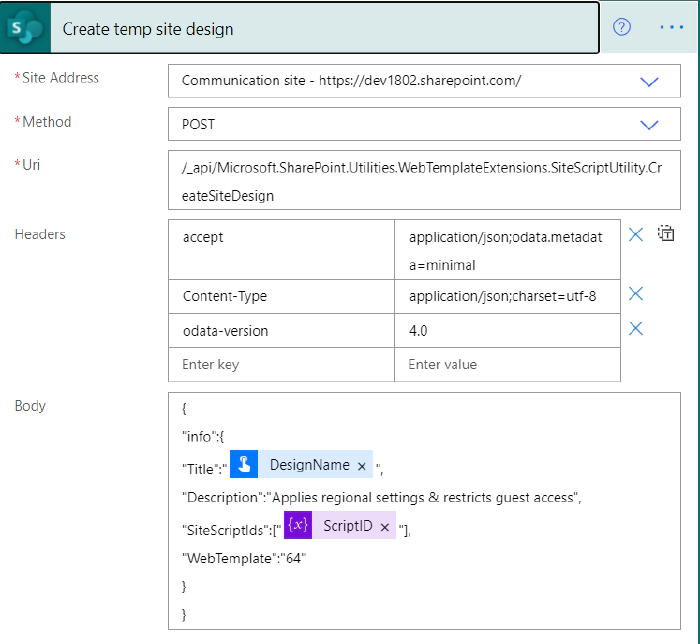 S
Create temp site design
*Site Address
Communication site - https://dev1802.sharepoint.com/
*Method
POST
*Uri
/_api/Microsoft.SharePoint.Utilities.WebTemplateExtensions.SiteScriptUtility.Cr
eateSiteDesign
Headers
accept
application/json;odata.metadat
a=minimal
Content-Type
application/json;charset=utf-8
odata-version
4.0
Enter key
Enter value
Body
{
"info":{
"Title":" DesignName ",
"Description":"Applies regional settings & restricts guest access",
"SiteScriptIds":[" {x} ScriptID "],
"WebTemplate":"64"
}
}